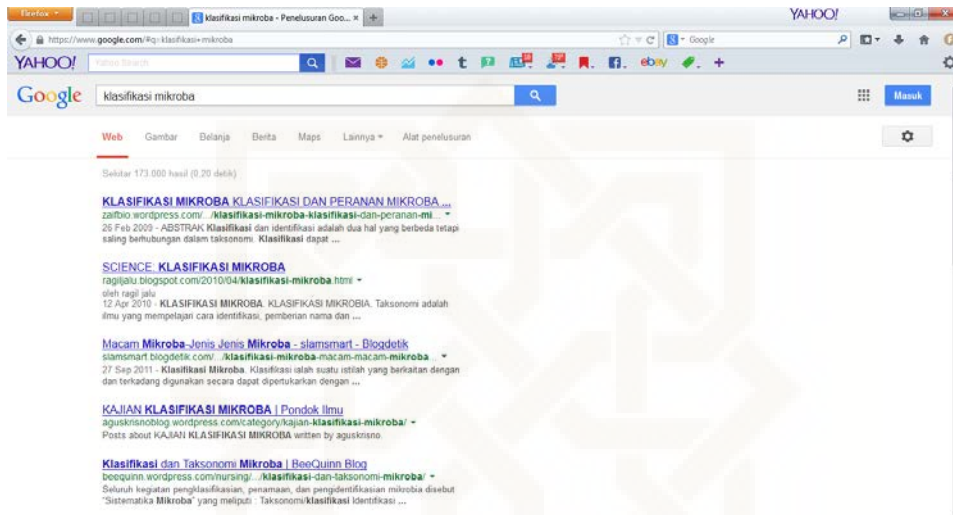 Firefox
klasifikasi mikroba - Penelusuran Goo... × +
YAHOO!
https://www.google.com/#q=klasifikasi+mikroba
Google
YAHOO! Yahoo Search
ebay
Google klasifikasi mikroba
Masuk
Web Gambar Belanja Berita Maps Lainnya Alat penelusuran
Sekitar 173.000 hasil (0,20 detik)
KLASIFIKASI MIKROBA KLASIFIKASI DAN PERANAN MIKROBA ...
zaifbio.wordpress.com/.../klasifikasi-mikroba-klasifikasi-dan-peranan-mi...
26 Feb 2009 - ABSTRAK Klasifikasi dan identifikasi adalah dua hal yang berbeda tetapi
saling berhubungan dalam taksonomi. Klasifikasi dapat ...
SCIENCE: KLASIFIKASI MIKROBA
ragiljalu.blogspot.com/2010/04/klasifikasi-mikroba.html
oleh ragil jalu
12 Apr 2010 - KLASIFIKASI MIKROBA. KLASIFIKASI MIKROBIA. Taksonomi adalah
ilmu yang mempelajari cara identifikasi, pemberian nama dan ...
Macam Mikroba-Jenis Jenis Mikroba - slamsmart - Blogdetik
slamsmart.blogdetik.com/.../klasifikasi-mikroba-macam-macam-mikroba...
27 Sep 2011 - Klasifikasi Mikroba. Klasifikasi ialah suatu istilah yang berkaitan dengan
dan terkadang digunakan secara dapat dipertukarkan dengan ...
KAJIAN KLASIFIKASI MIKROBA | Pondok Ilmu
aguskrisnoblog.wordpress.com/category/kajian-klasifikasi-mikroba/
Posts about KAJIAN KLASIFIKASI MIKROBA written by aguskrisno
Klasifikasi dan Taksonomi Mikroba | BeeQuinn Blog
beequinn.wordpress.com/nursing/.../klasifikasi-dan-taksonomi-mikroba/
Seluruh kegiatan pengklasifikasian, penamaan, dan pengidentifikasian mikrobia disebut
"Sistematika Mikroba" yang meliputi : Taksonomi/klasifikasi Identifikasi ...